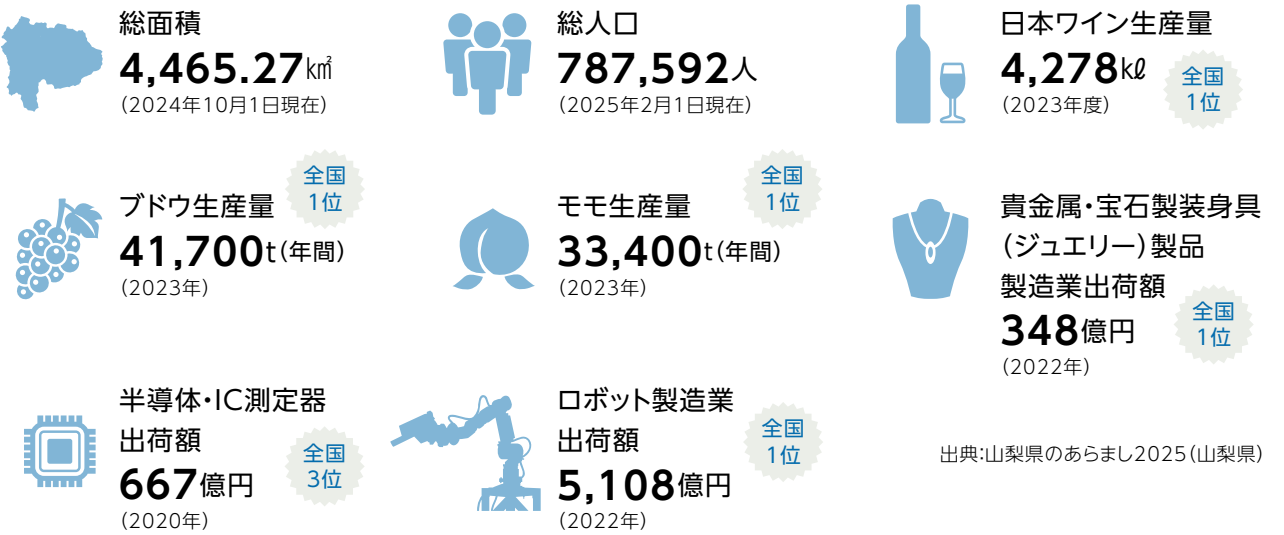 総面積
4,465.27㎢
（2024年10月1日現在）
総人口
787,592人
（2025年2月1日現在）
日本ワイン生産量
4,278㎘
（2023年度）
全国
1位
ブドウ生産量
41,700t（年間）
（2023年）
全国
1位
モモ生産量
33,400t（年間）
（2023年）
全国
1位
貴金属・宝石製装身具
（ジュエリー）製品
製造業出荷額
348億円
（2022年）
全国
1位
半導体・IC測定器
出荷額
667億円
（2020年）
全国
3位
ロボット製造業
出荷額
5,108億円
（2022年）
全国
1位
出典：山梨県のあらまし2025（山梨県）